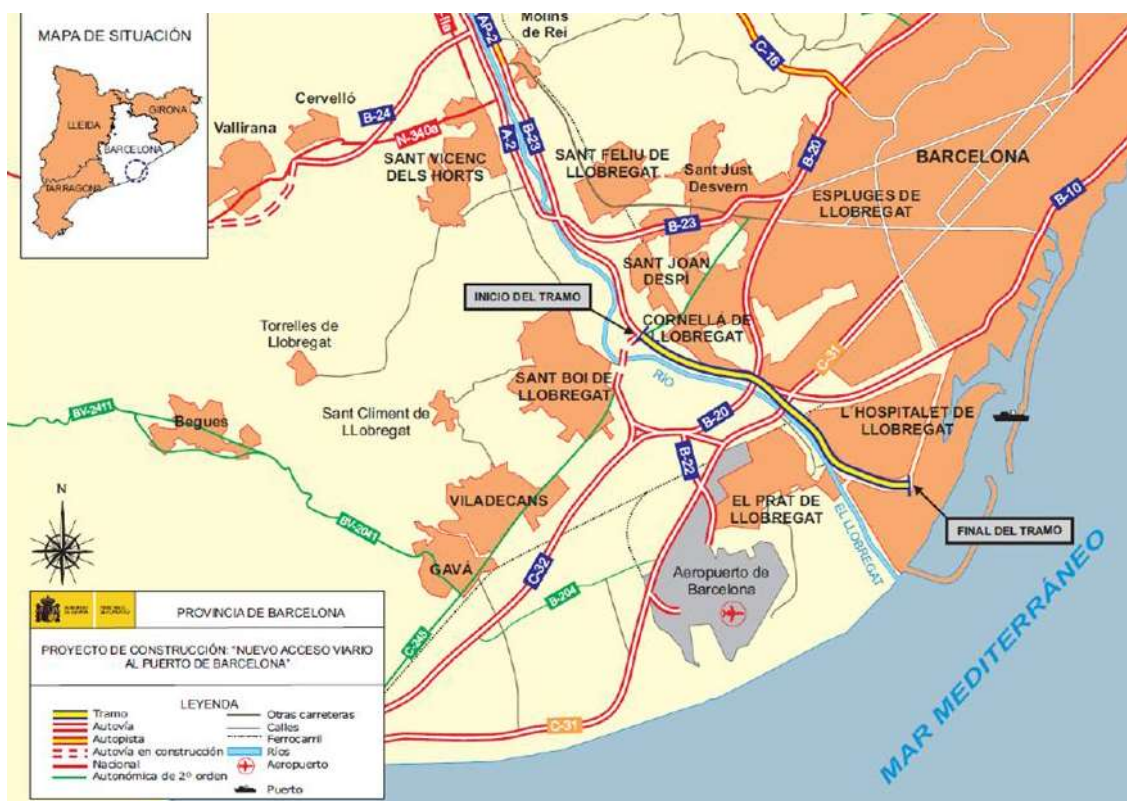 MAPA DE SITUACIÓN
LLEIDA
GIRONA
BARCELONA
TARRAGONA
AP-2
Molins
de Rei
C-16
B-24
Cervelló
Vallirana
N-340a
A-2
B-23
SANT VICENC
DELS HORTS
SANT FELIU DE
LLOBREGAT
Sant Just
Desvern
B-20
BARCELONA
ESPLUGES DE
LLOBREGAT
B-10
B-23
SANT JOAN
DESPÍ
INICIO DEL TRAMO
CORNELLÁ DE
LLOBREGAT
Torrelles de
Llobregat
C-31
RÍO
SANT BOI DE
LLOBREGAT
Sant Climent de
LLobregat
BV-2411
Begues
B-20
L´HOSPITALET DE
LLOBREGAT
B-22
VILADECANS
EL PRAT DE
LLOBREGAT
EL LLOBREGAT
FINAL DEL TRAMO
N
BV-2041
GAVÁ
C-32
B-204
Aeropuerto de
Barcelona
C-245
C-31
MAR MEDITERRÁNEO
PROVINCIA DE BARCELONA
PROYECTO DE CONSTRUCCIÓN: "NUEVO ACCESO VIARIO
AL PUERTO DE BARCELONA"
LEYENDA
Tramo
Autovía
Autopista
Autovía en construcción
Nacional
Autonómica de 2º orden
Otras carreteras
Calles
Ferrocarril
Ríos
Aeropuerto
Puerto